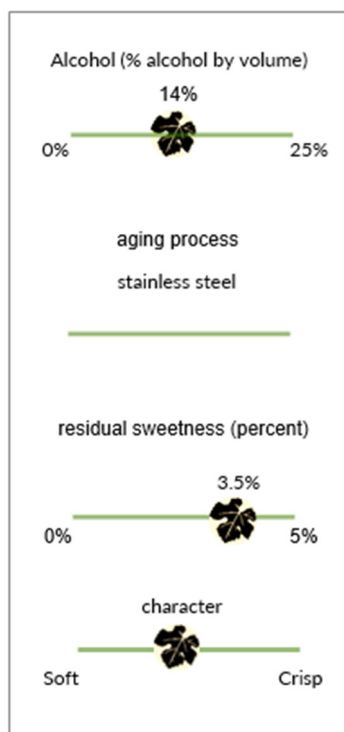 Alcohol (% alcohol by volume)
14%
0% 25%
aging process
stainless steel
residual sweetness (percent)
3.5%
0% 5%
character
Soft Crisp